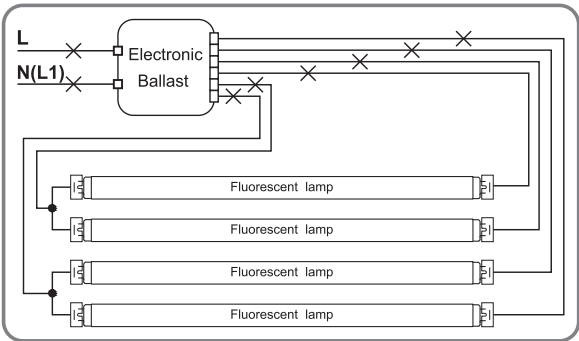 L
N(L1)
Electronic
Ballast
Fluorescent lamp
Fluorescent lamp
Fluorescent lamp
Fluorescent lamp